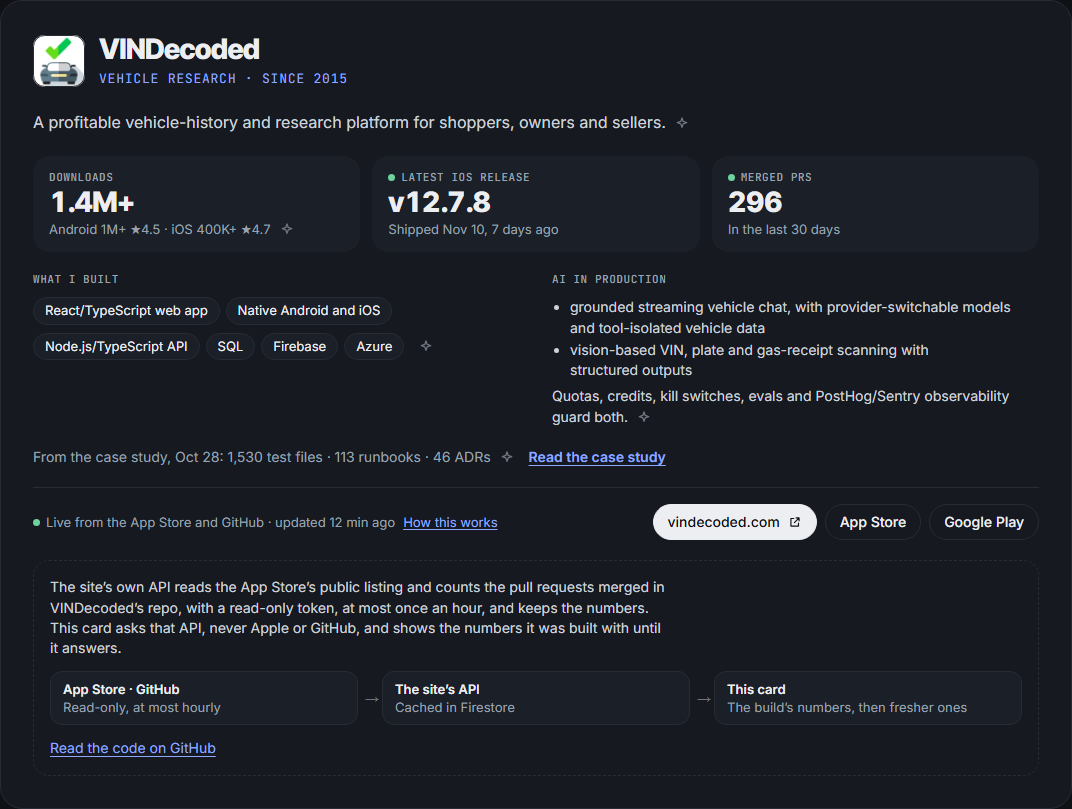 VINDecoded
VEHICLE RESEARCH · SINCE 2015
A profitable vehicle-history and research platform for shoppers, owners and sellers.
DOWNLOADS
1.4M+
Android 1M+ ★4.5 · iOS 400K+ ★4.7
LATEST IOS RELEASE
v12.7.8
Shipped Nov 10, 7 days ago
MERGED PRS
296
In the last 30 days
WHAT I BUILT
React/TypeScript web app
Native Android and iOS
Node.js/TypeScript API
SQL
Firebase
Azure
AI IN PRODUCTION
• grounded streaming vehicle chat, with provider-switchable models
and tool-isolated vehicle data
• vision-based VIN, plate and gas-receipt scanning with
structured outputs
Quotas, credits, kill switches, evals and PostHog/Sentry observability
guard both.
From the case study, Oct 28: 1,530 test files · 113 runbooks · 46 ADRs
Read the case study
Live from the App Store and GitHub · updated 12 min ago
How this works
vindecoded.com
App Store
Google Play
The site’s own API reads the App Store’s public listing and counts the pull requests merged in
VINDecoded’s repo, with a read-only token, at most once an hour, and keeps the numbers.
This card asks that API, never Apple or GitHub, and shows the numbers it was built with until
it answers.
App Store · GitHub
Read-only, at most hourly
→
The site’s API
Cached in Firestore
→
This card
The build’s numbers, then fresher ones
Read the code on GitHub